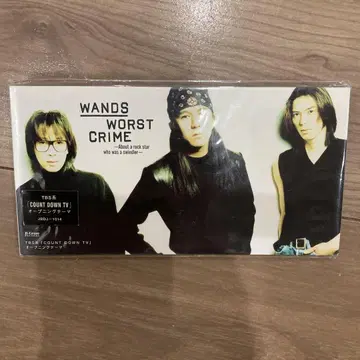 WANDS
WORST
CRIME
—About a rock star
who was a swindler—
TBS系
「COUNT DOWN TV」
オープニングテーマ
TBS系「COUNT DOWN TV」
オープニングテーマ